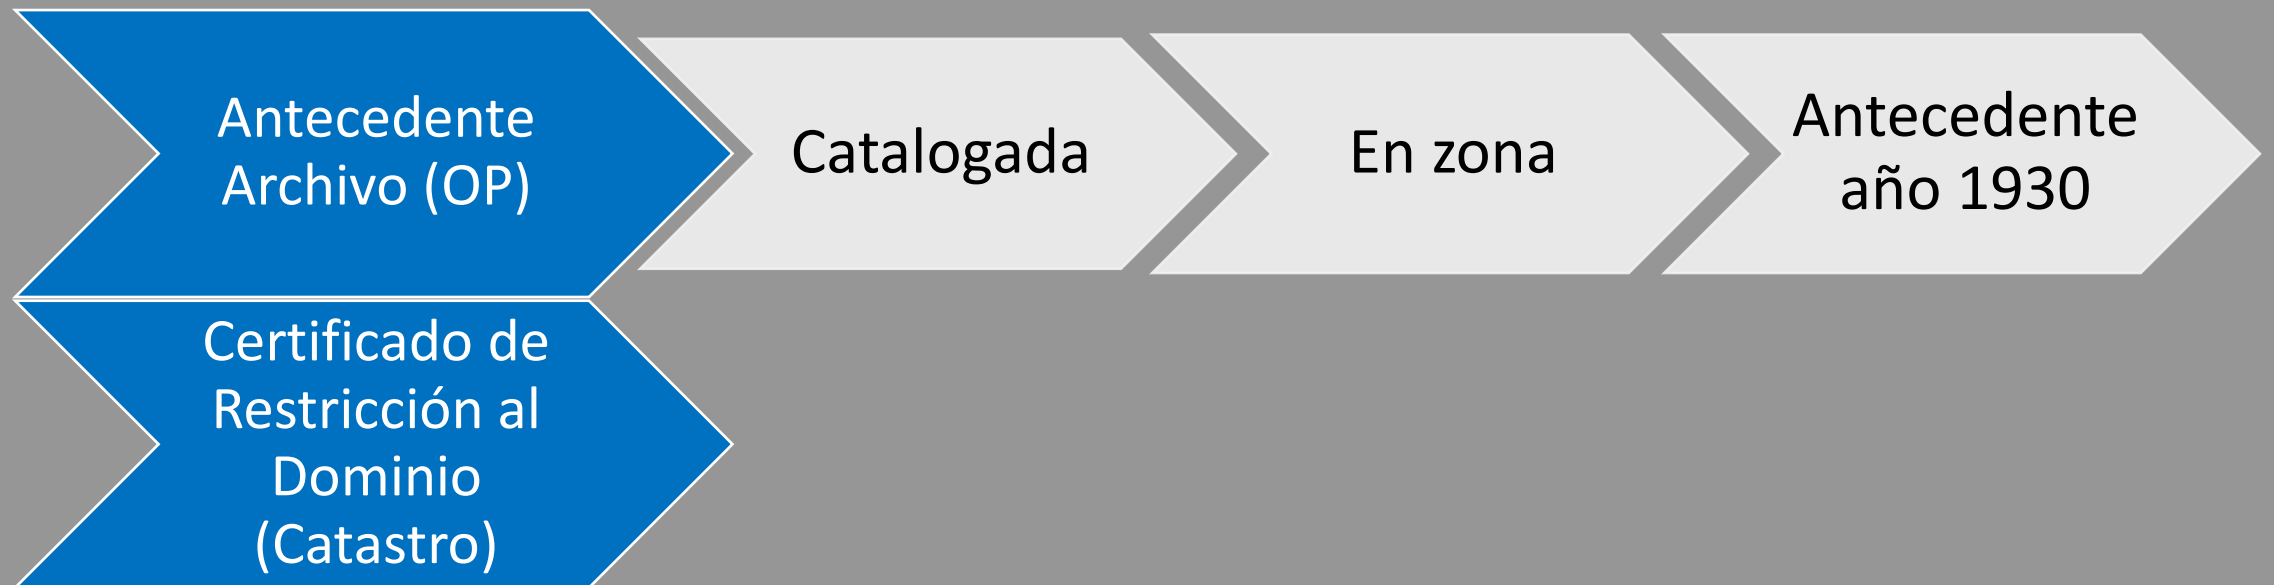 Antecedente
Archivo (OP)
Catalogada
En zona
Antecedente
año 1930
Certificado de
Restricción al
Dominio
(Catastro)